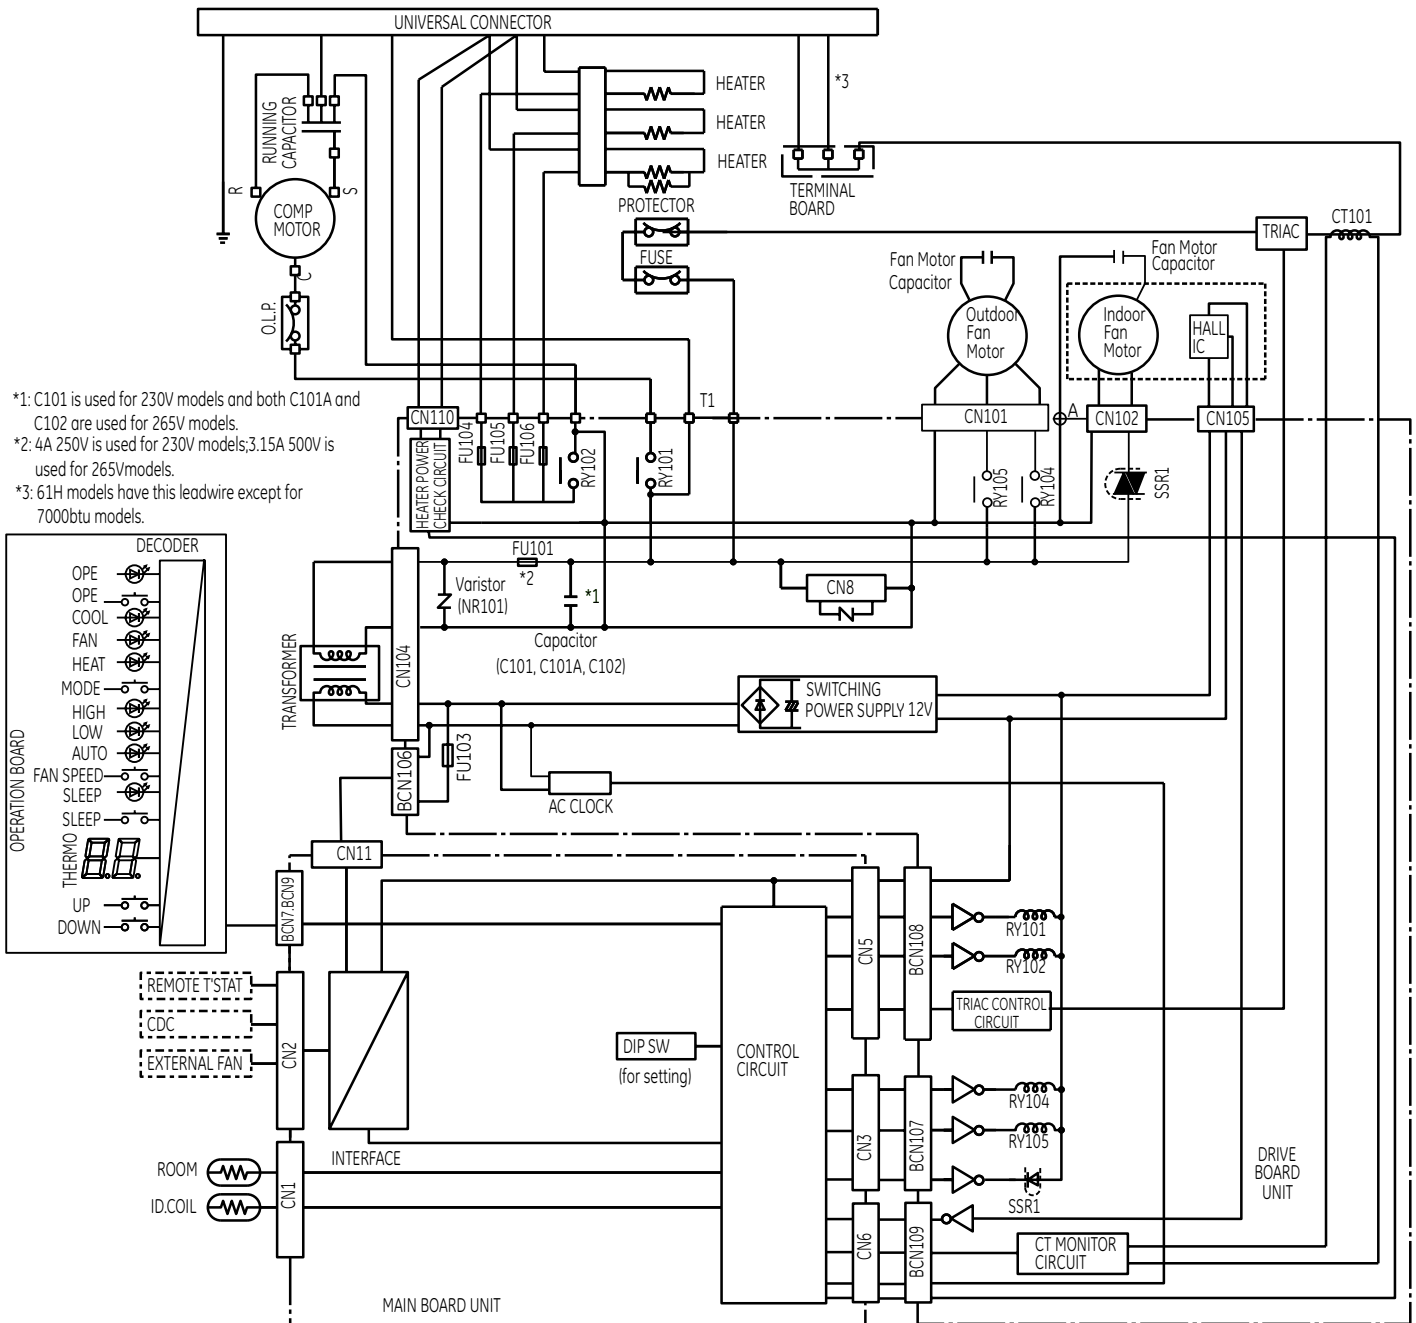 UNIVERSAL CONNECTOR
RUNNING
CAPACITOR
R
S
COMP
MOTOR
C
O.L.P.
HEATER
HEATER
HEATER
*3
TERMINAL
BOARD
PROTECTOR
FUSE
TRIAC
CT101
Fan Motor
Capacitor
Outdoor
Fan
Motor
Fan Motor
Capacitor
Indoor
Fan
Motor
HALL
IC
*1: C101 is used for 230V models and both C101A and
C102 are used for 265V models.
*2: 4A 250V is used for 230V models;3.15A 500V is
used for 265Vmodels.
*3: 61H models have this leadwire except for
7000btu models.
CN110
T1
CN101
A
CN102
CN105
HEATER POWER
CHECK CIRCUIT
FU104
FU105
FU106
RY102
RY101
RY105
RY104
SSR1
OPERATION BOARD
DECODER
OPE
OPE
COOL
FAN
HEAT
MODE
HIGH
LOW
AUTO
FAN SPEED
SLEEP
SLEEP
THERMO
8.8.
UP
DOWN
TRANSFORMER
CN104
FU101
*2
Varistor
(NR101)
*1
Capacitor
(C101, C101A, C102)
CN8
SWITCHING
POWER SUPPLY 12V
BCN106
FU103
AC CLOCK
CN11
BCN7.BCN9
REMOTE T'STAT
CDC
EXTERNAL FAN
CN2
ROOM
ID.COIL
CN1
INTERFACE
DIP SW
(for setting)
CONTROL
CIRCUIT
CN5
BCN108
RY101
RY102
TRIAC CONTROL
CIRCUIT
CN3
BCN107
RY104
RY105
SSR1
DRIVE
BOARD
UNIT
CN6
BCN109
CT MONITOR
CIRCUIT
MAIN BOARD UNIT